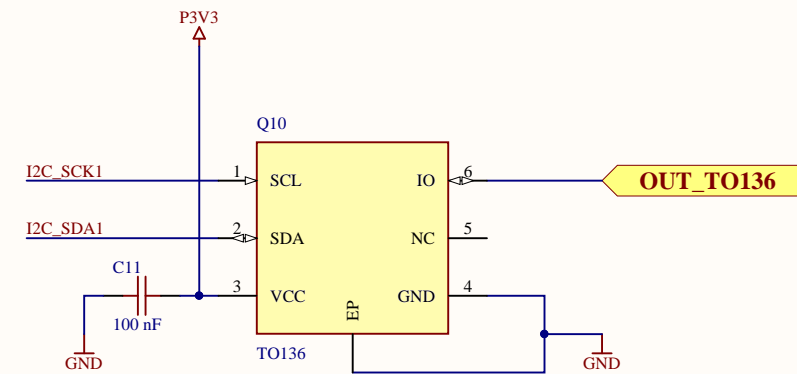 P3V3
Q10
I2C_SCK1
1
SCL
IO
6
OUT_TO136
I2C_SDA1
2
SDA
NC
5
C11
3
VCC
GND
4
100 nF
EP
GND
TO136
GND